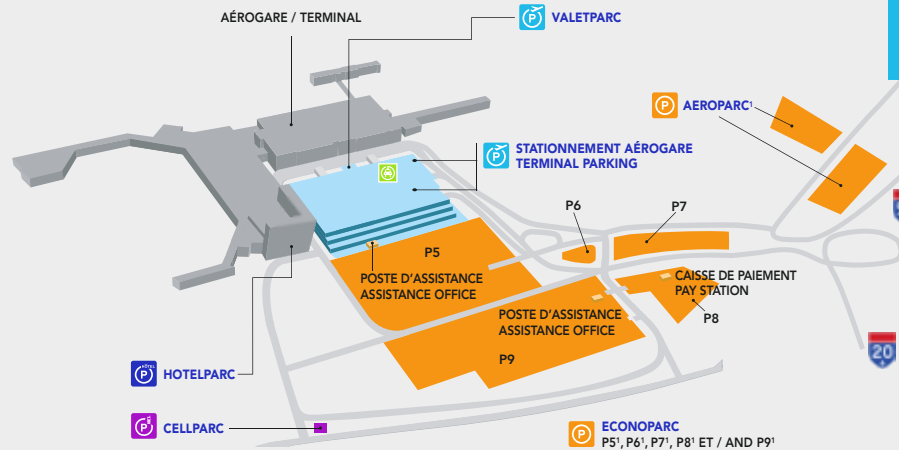 AÉROGARE / TERMINAL
VALETPARC
AEROPARC¹
STATIONNEMENT AÉROGARE
TERMINAL PARKING
P6
P7
P5
POSTE D'ASSISTANCE
ASSISTANCE OFFICE
CAISSE DE PAIEMENT
PAY STATION
P8
POSTE D'ASSISTANCE
ASSISTANCE OFFICE
P9
20
HÔTEL
P
HOTELPARC
P
CELLPARC
P
ECONOPARC
P5¹, P6¹, P7¹, P8¹ ET / AND P9¹
P
P
P